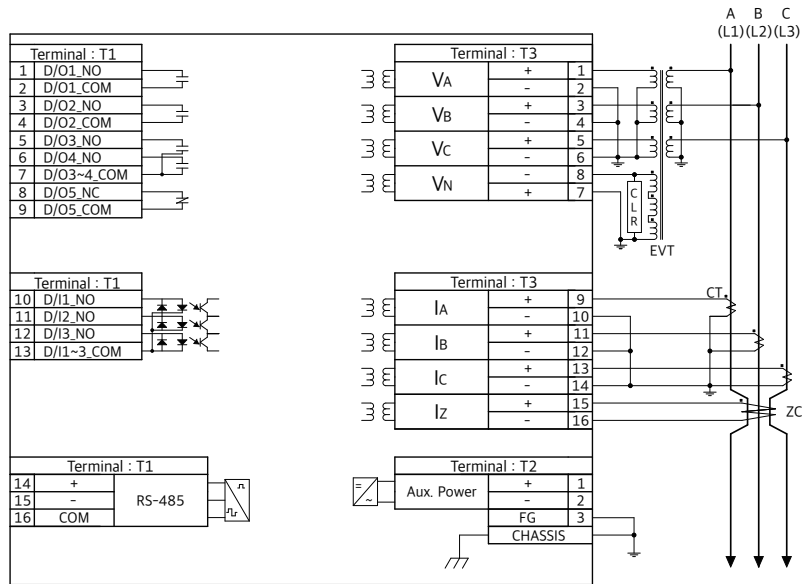 A B C
(L1) (L2) (L3)
Terminal : T1
1 D/O1_NO
2 D/O1_COM
3 D/O2_NO
4 D/O2_COM
5 D/O3_NO
6 D/O4_NO
7 D/O3~4_COM
8 D/O5_NC
9 D/O5_COM
Terminal : T3
VA + 1
- 2
VB + 3
- 4
VC + 5
- 6
VN - 8
+ 7
C
L
R
EVT
Terminal : T1
10 D/I1_NO
11 D/I2_NO
12 D/I3_NO
13 D/I1~3_COM
Terminal : T3
IA + 9
- 10
IB + 11
- 12
IC + 13
- 14
IZ + 15
- 16
CT
ZC
Terminal : T1
14 +
15 - RS-485
16 COM
Terminal : T2
Aux. Power + 1
- 2
FG 3
CHASSIS